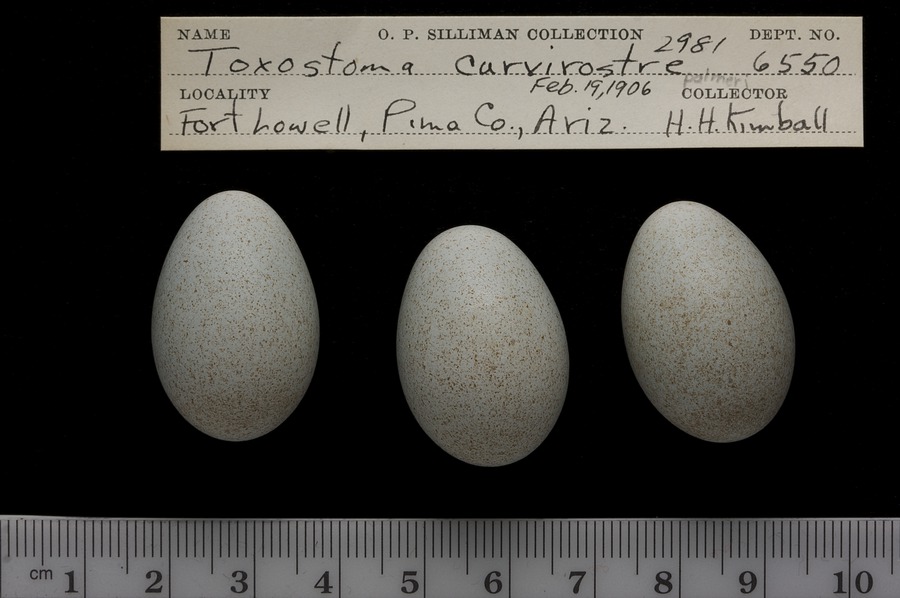 NAME O. P. SILLIMAN COLLECTION 2981 DEPT. NO.
Toxostoma curvirostre 6550
palmeri
LOCALITY Feb. 19, 1906 COLLECTOR
Fort Lowell, Pima Co., Ariz. H. H. Kimball
cm 1 2 3 4 5 6 7 8 9 10